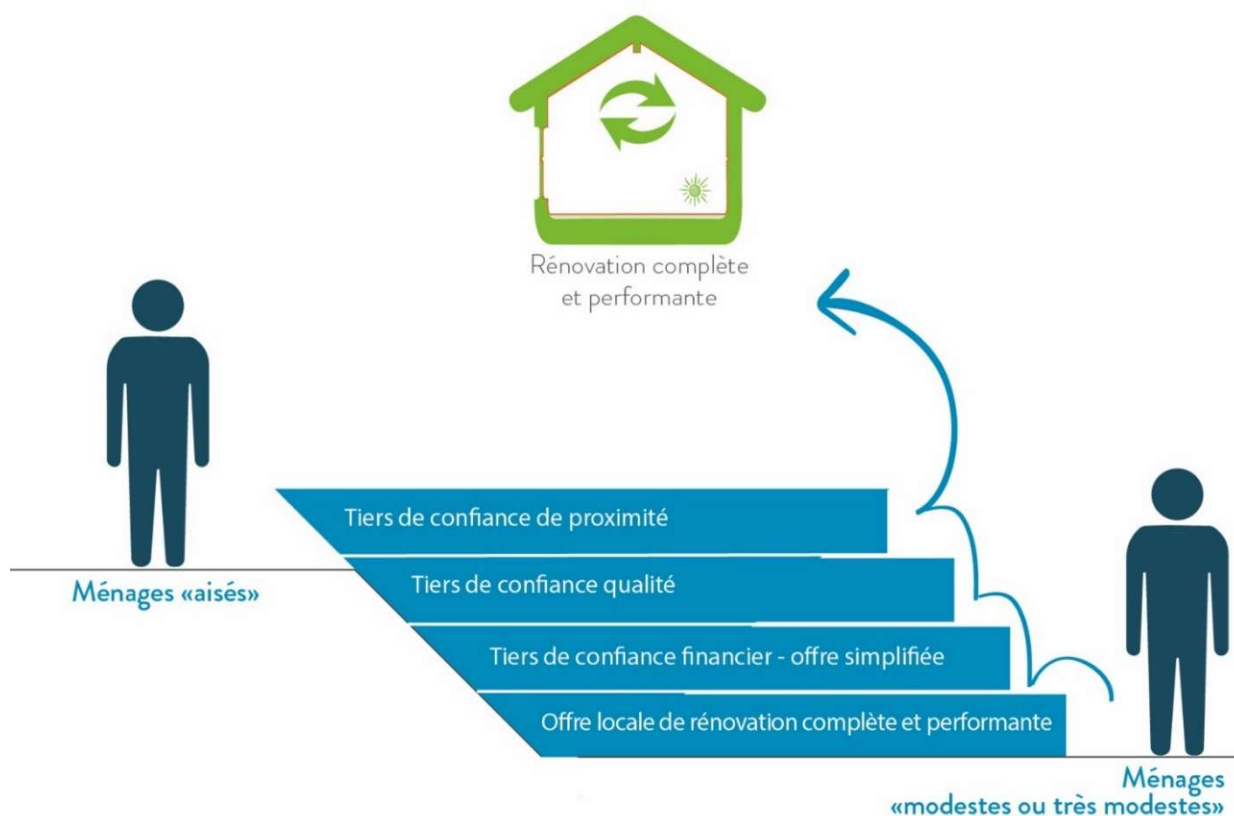 Rénovation complète
et performante
Tiers de confiance de proximité
Ménages «aisés»
Tiers de confiance qualité
Tiers de confiance financier - offre simplifiée
Offre locale de rénovation complète et performante
Ménages
«modestes ou très modestes»